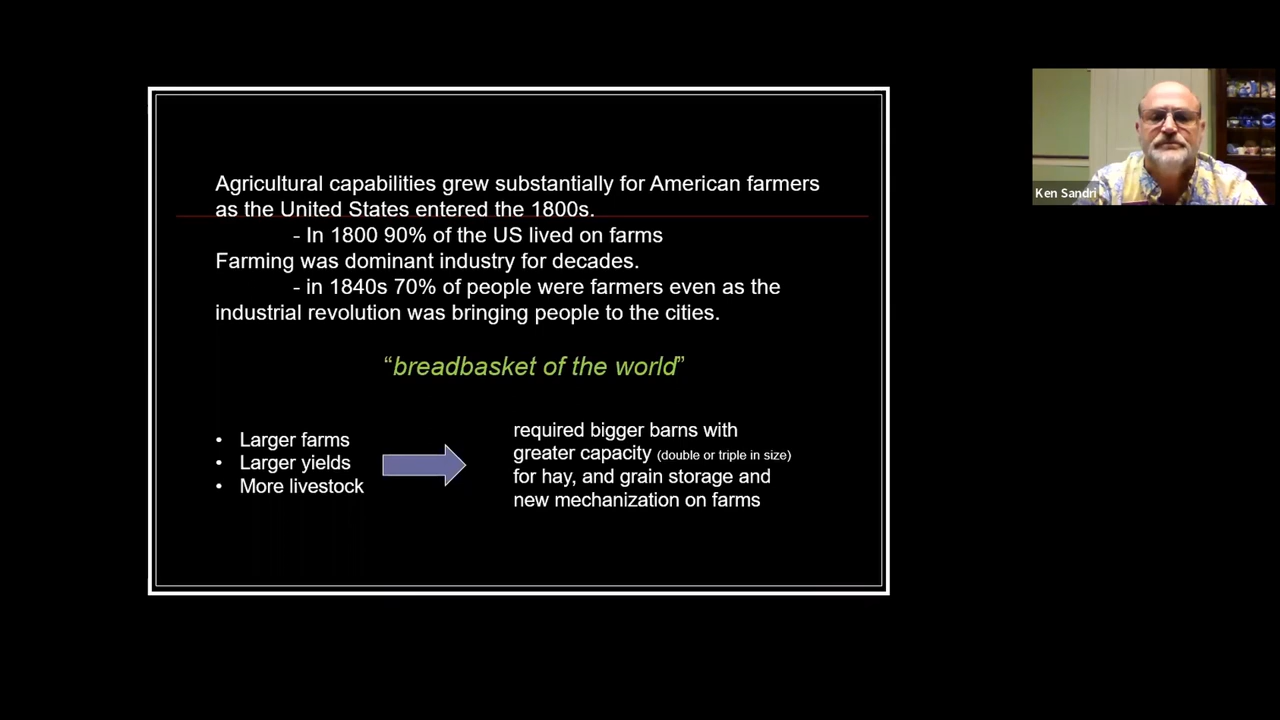 Agricultural capabilities grew substantially for American farmers
as the United States entered the 1800s.
- In 1800 90% of the US lived on farms
Farming was dominant industry for decades.
- in 1840s 70% of people were farmers even as the
industrial revolution was bringing people to the cities.
“breadbasket of the world”
• Larger farms
• Larger yields
• More livestock
required bigger barns with
greater capacity (double or triple in size)
for hay, and grain storage and
new mechanization on farms
Ken Sandri